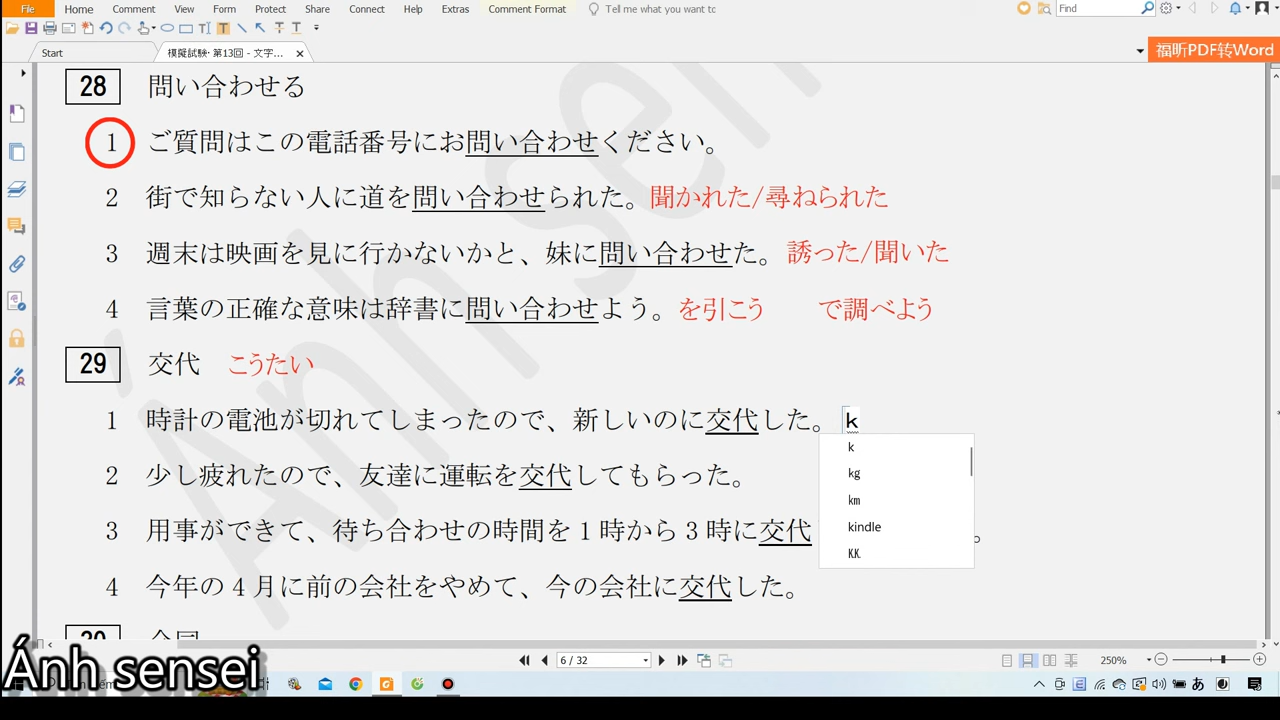 File Home Comment View Form Protect Share Connect Help Extras Comment Format Tell me what you want to Find
Start 模擬試験・第13回 - 文字... 福昕PDF转Word
28 問い合わせる
1 ご質問はこの電話番号にお問い合わせください。
2 街で知らない人に道を問い合わせられた。聞かれた/尋ねられた
3 週末は映画を見に行かないかと、妹に問い合わせた。誘った/聞いた
4 言葉の正確な意味は辞書に問い合わせよう。を引こう で調べよう
29 交代 こうたい
1 時計の電池が切れてしまったので、新しいのに交代した。 k
k
kg
km
kindle
KK
2 少し疲れたので、友達に運転を交代してもらった。
3 用事ができて、待ち合わせの時間を1時から3時に交代 。
4 今年の4月に前の会社をやめて、今の会社に交代した。
Ánh sensei
6 / 32 250%